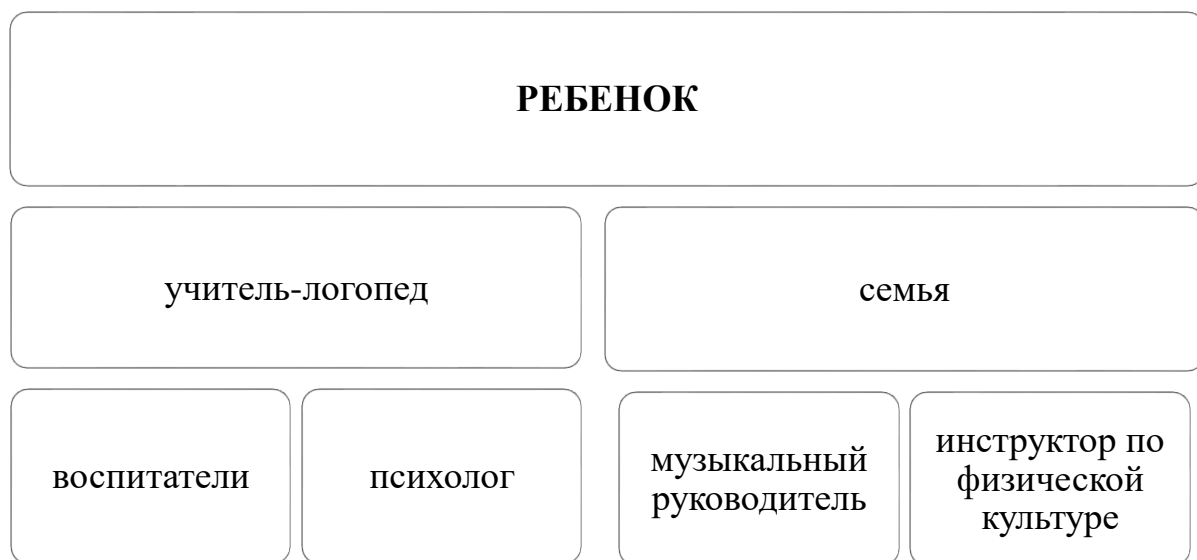 РЕБЕНОК
учитель-логопед
семья
воспитатели
психолог
музыкальный
руководитель
инструктор по
физической
культуре